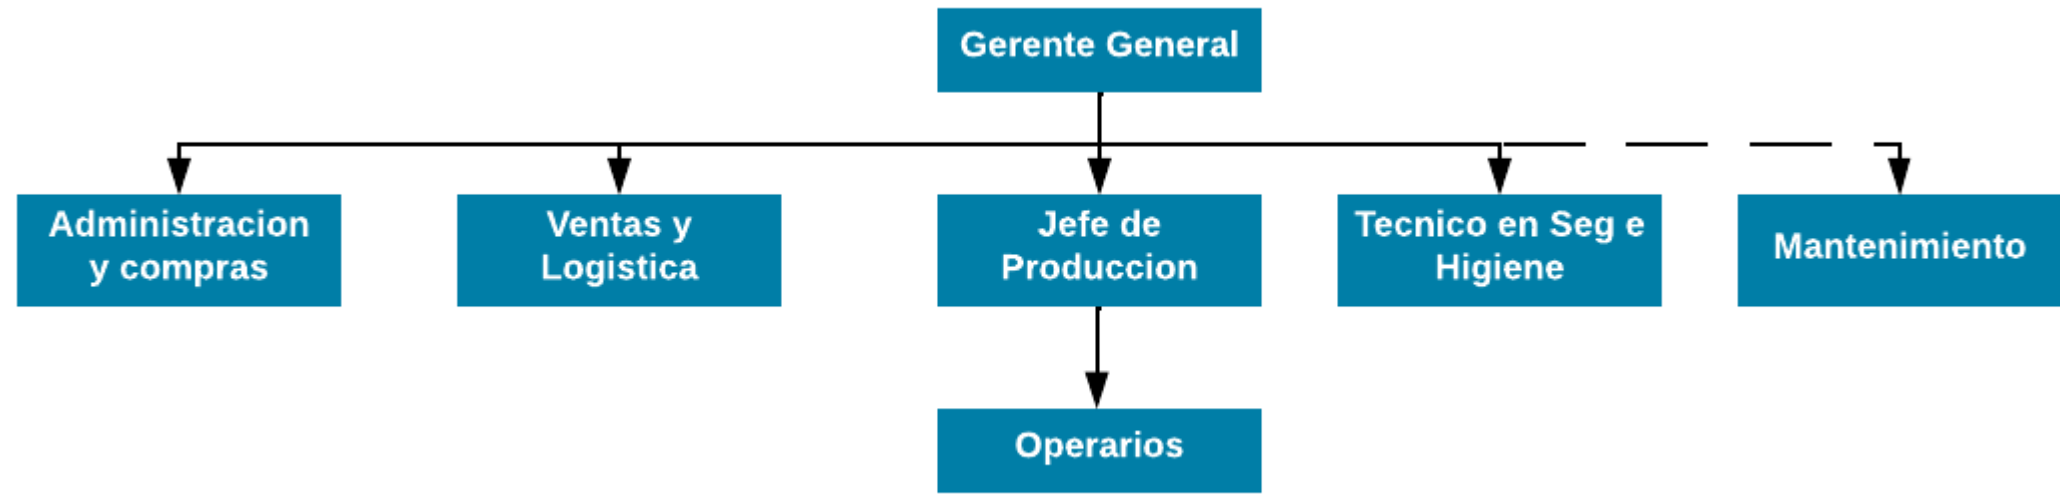 Gerente General
Administracion
y compras
Ventas y
Logistica
Jefe de
Produccion
Tecnico en Seg e
Higiene
Mantenimiento
Operarios